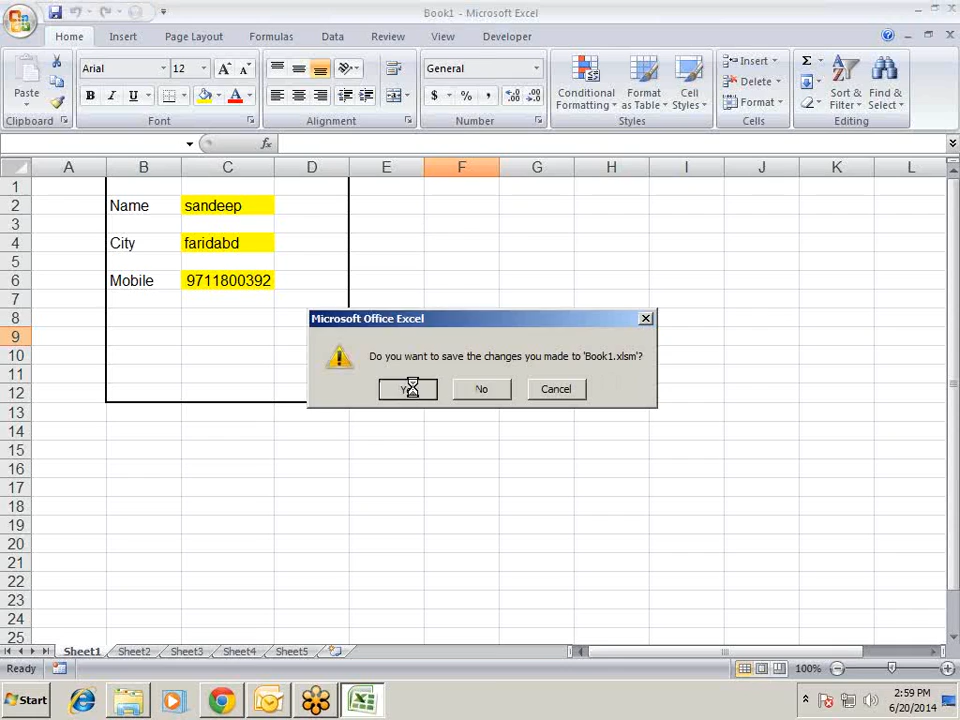 Book1 - Microsoft Excel
Home Insert Page Layout Formulas Data Review View Developer
Paste
Clipboard
Arial 12
B I U
Font
Alignment
General
$ % ,
Number
Conditional Formatting
Format as Table
Cell Styles
Styles
Insert
Delete
Format
Cells
Σ
Sort & Filter
Find & Select
Editing
fx
A B C D E F G H I J K L
1
2 Name sandeep
3
4 City faridabd
5
6 Mobile 9711800392
7
8
9
10
11
12
13
14
15
16
17
18
19
20
21
22
23
24
25
Microsoft Office Excel
Do you want to save the changes you made to 'Book1.xlsm'?
No Cancel
Sheet1 Sheet2 Sheet3 Sheet4 Sheet5
Ready 100%
Start
2:59 PM
6/20/2014